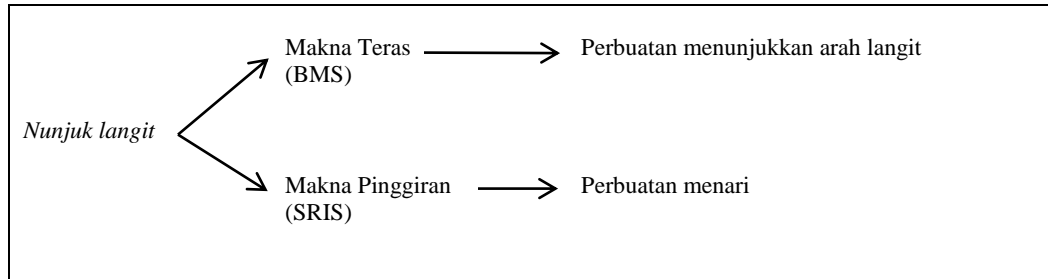 Makna Teras
(BMS)
Perbuatan menunjukkan arah langit
Nunjuk langit
Makna Pinggiran
(SRIS)
Perbuatan menari